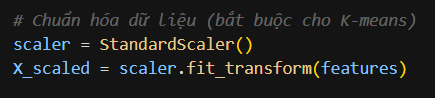 # Chuẩn hóa dữ liệu (bắt buộc cho K-means)
scaler = StandardScaler()
X_scaled = scaler.fit_transform(features)